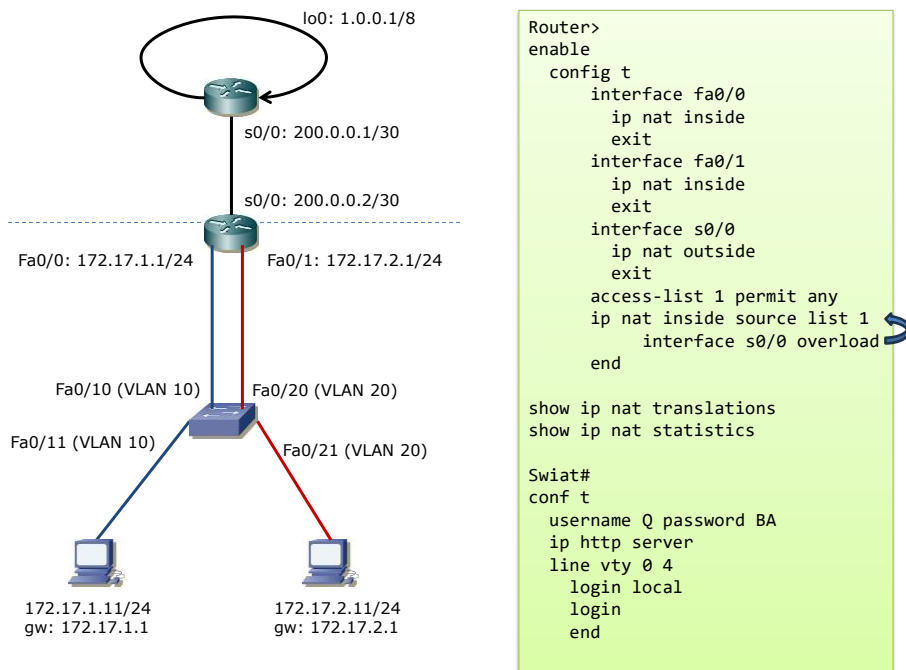 lo0: 1.0.0.1/8
s0/0: 200.0.0.1/30
s0/0: 200.0.0.2/30
Fa0/0: 172.17.1.1/24
Fa0/1: 172.17.2.1/24
Fa0/10 (VLAN 10)
Fa0/20 (VLAN 20)
Fa0/11 (VLAN 10)
Fa0/21 (VLAN 20)
172.17.1.11/24
gw: 172.17.1.1
172.17.2.11/24
gw: 172.17.2.1
Router>
enable
config t
interface fa0/0
ip nat inside
exit
interface fa0/1
ip nat inside
exit
interface s0/0
ip nat outside
exit
access-list 1 permit any
ip nat inside source list 1
interface s0/0 overload
end
show ip nat translations
show ip nat statistics
Swiat#
conf t
username Q password BA
ip http server
line vty 0 4
login local
login
end